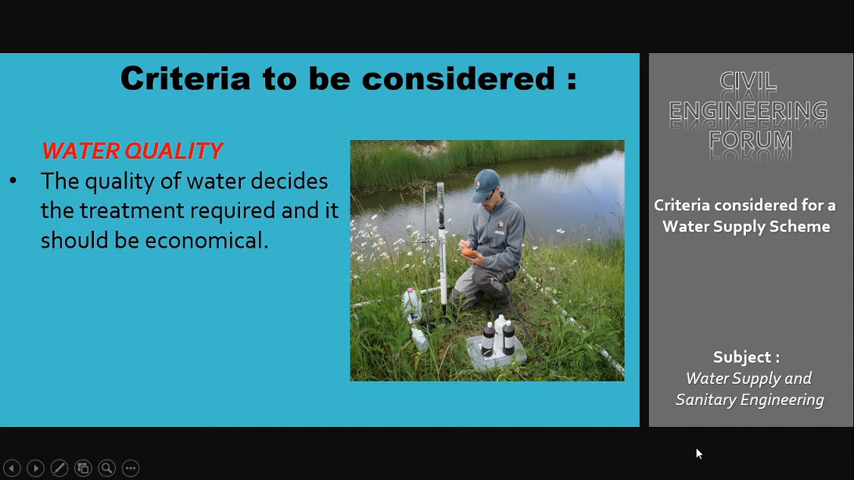 Criteria to be considered :
WATER QUALITY
• The quality of water decides
the treatment required and it
should be economical.
CIVIL
ENGINEERING
FORUM
Criteria considered for a
Water Supply Scheme
Subject :
Water Supply and
Sanitary Engineering